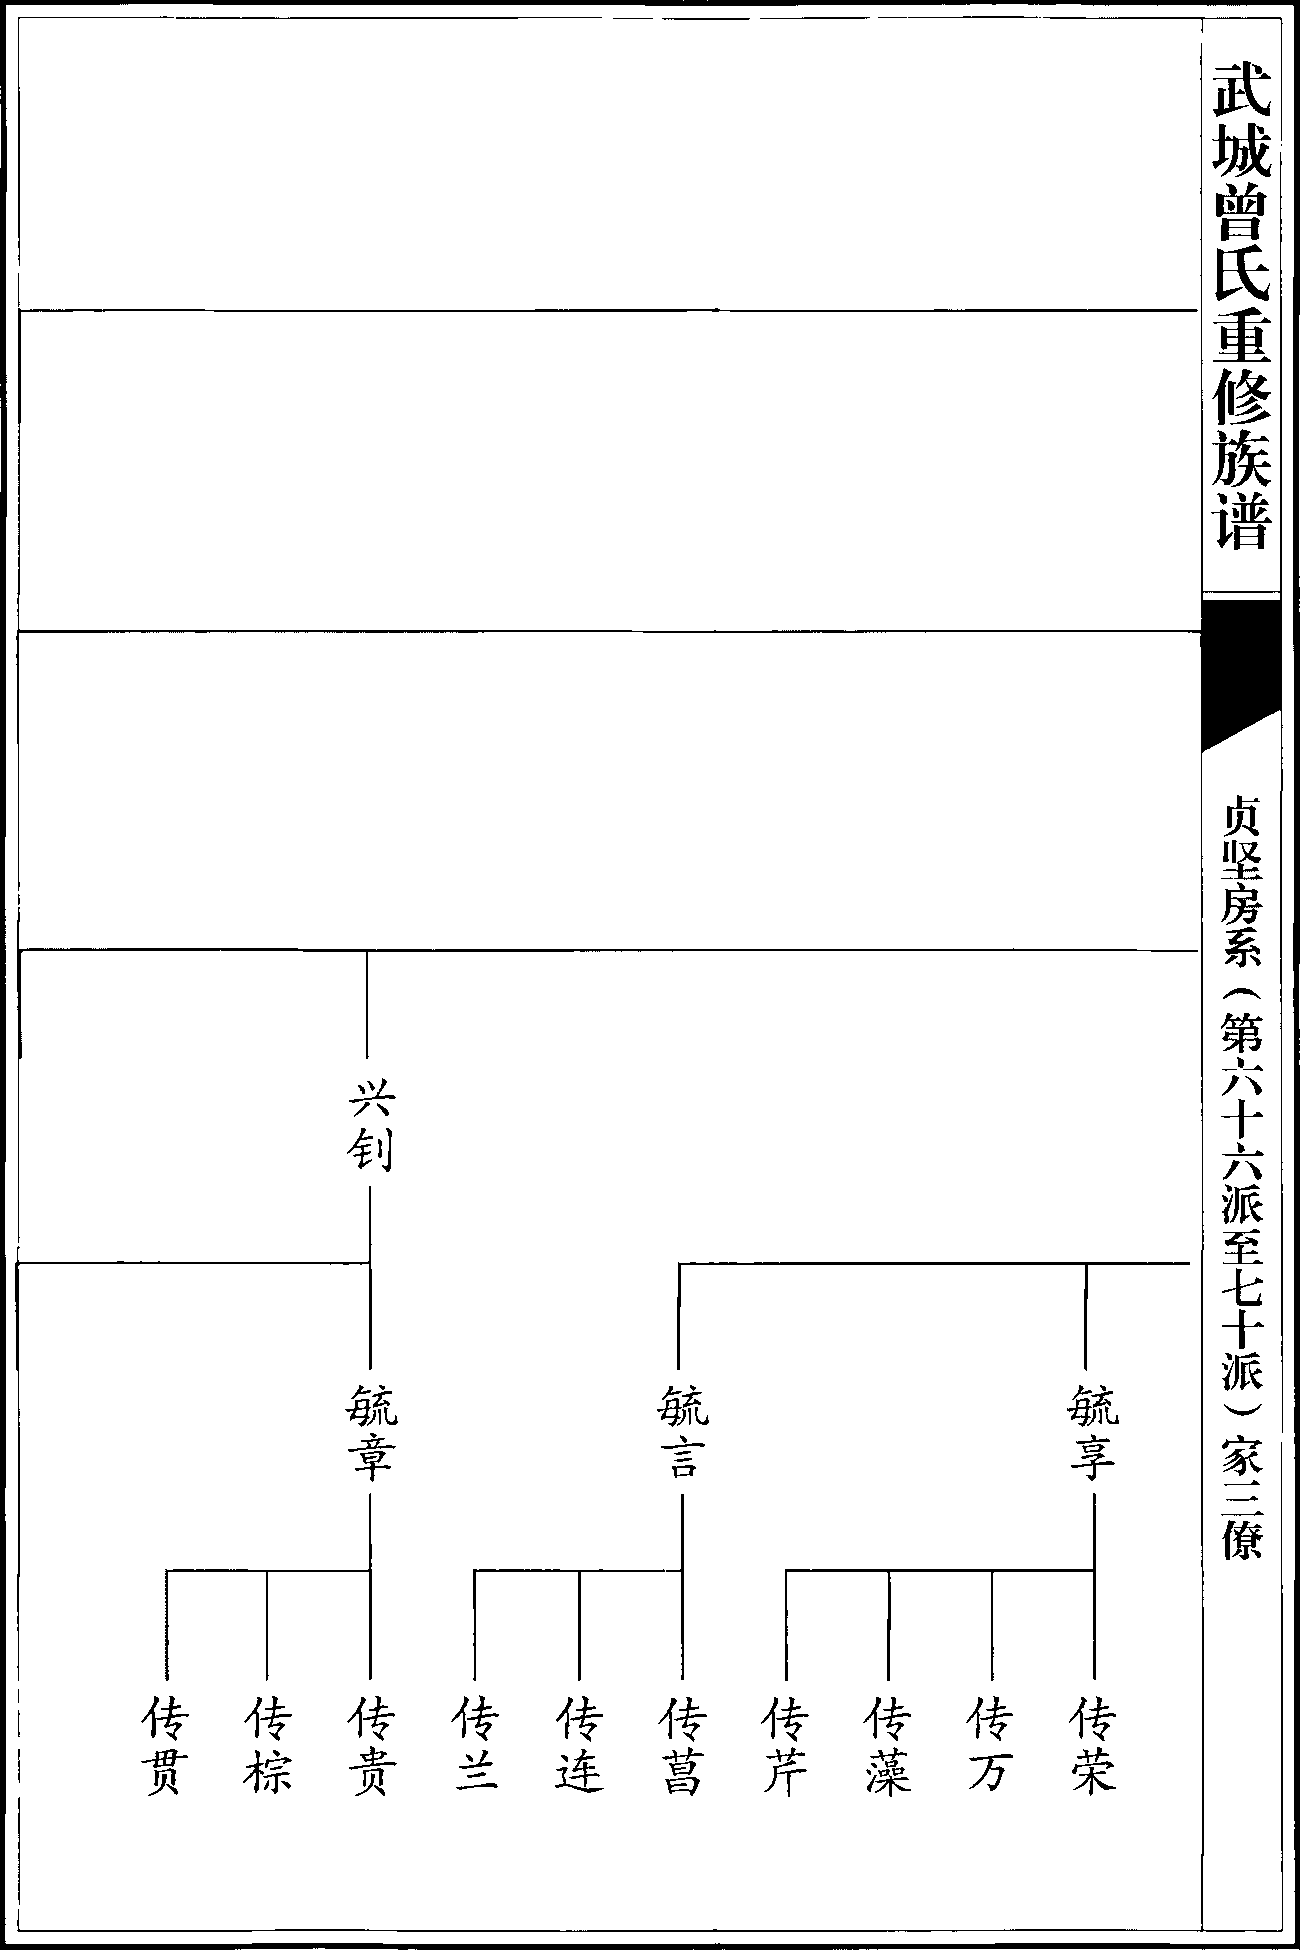 武城曾氏重修族谱
贞坚房系（第六十六派至七十派）家三僚
兴钊
毓享
毓言
毓章
传荣
传万
传藻
传芹
传菖
传连
传兰
传贵
传棕
传贯